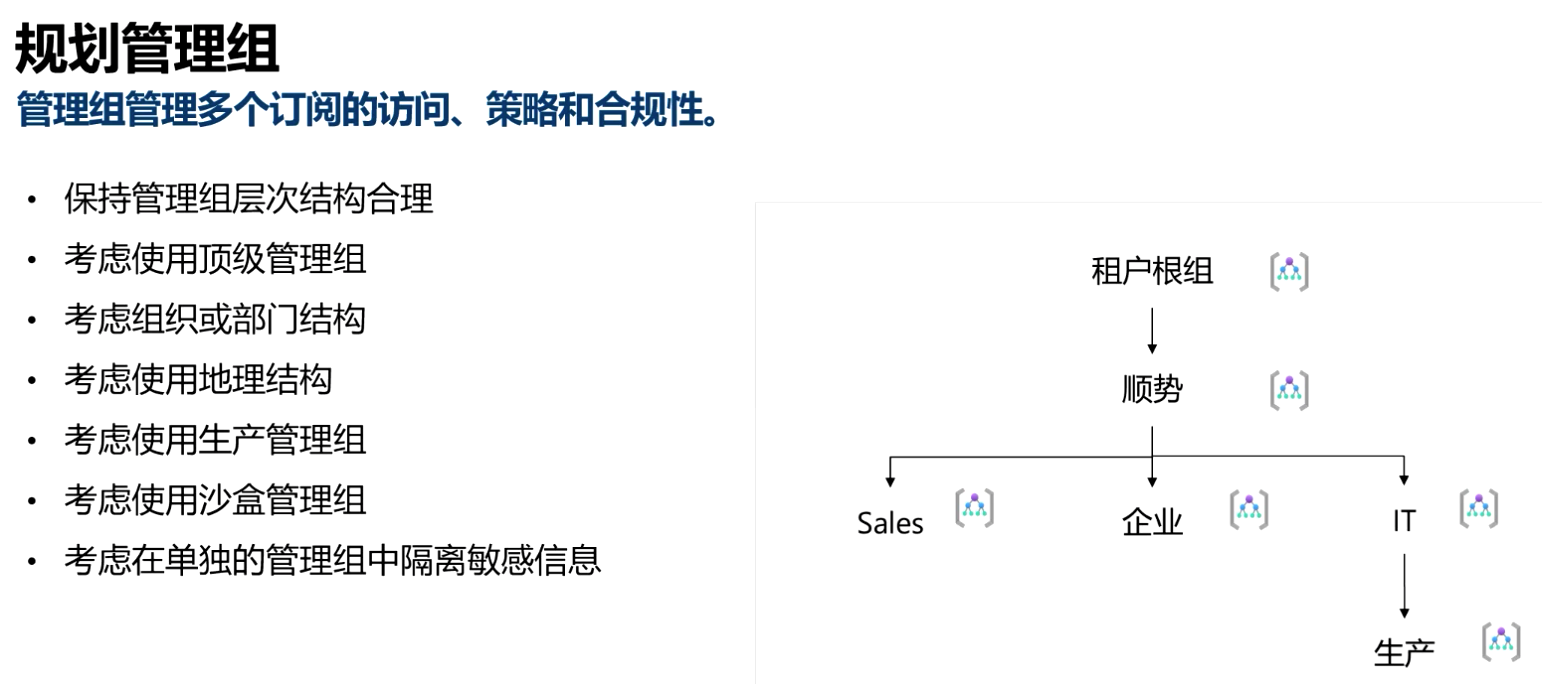 规划管理组
管理组管理多个订阅的访问、策略和合规性。
• 保持管理组层次结构合理
• 考虑使用顶级管理组
• 考虑组织或部门结构
• 考虑使用地理结构
• 考虑使用生产管理组
• 考虑使用沙盒管理组
• 考虑在单独的管理组中隔离敏感信息
租户根组
顺势
Sales
企业
IT
生产